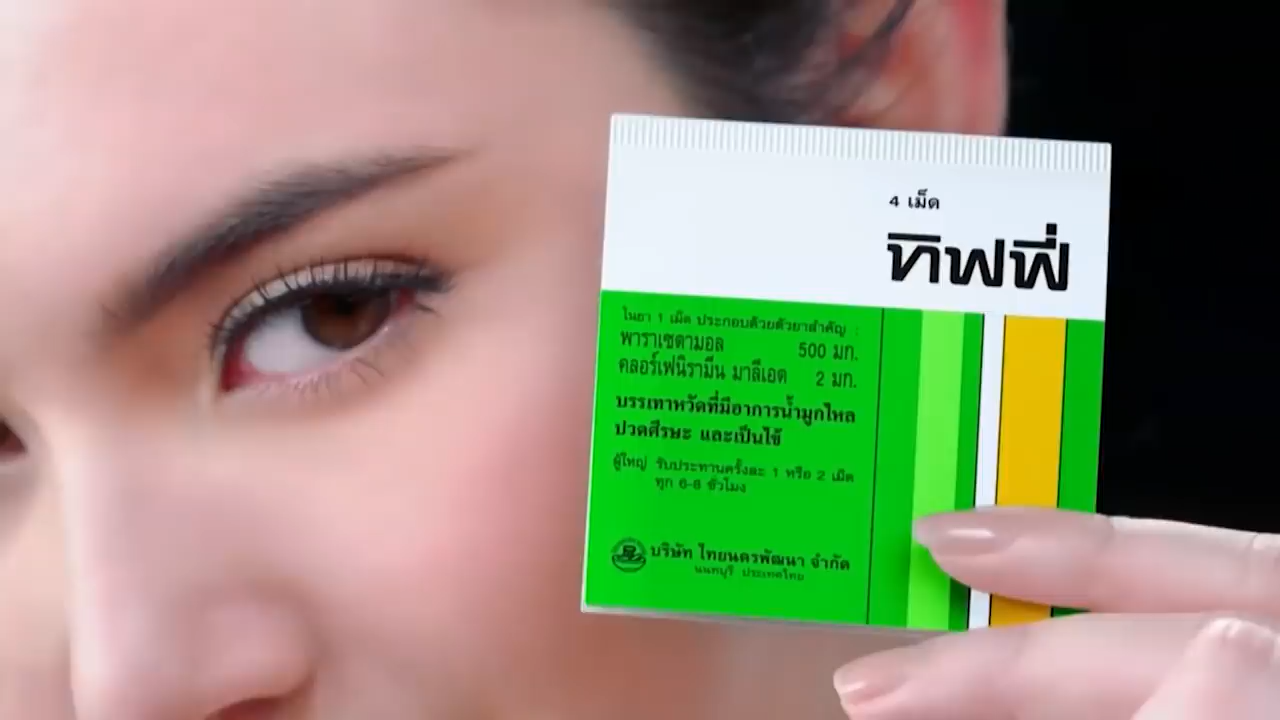 4 เม็ด
ทิฟฟี่
ในยา 1 เม็ด ประกอบด้วยตัวยาสำคัญ :
พาราเซตามอล 500 มก.
คลอร์เฟนิรามีน มาลีเอต 2 มก.
บรรเทาหวัดที่มีอาการน้ำมูกไหล
ปวดศีรษะ และเป็นไข้
ผู้ใหญ่ รับประทานครั้งละ 1 หรือ 2 เม็ด
ทุก 6-8 ชั่วโมง
บริษัท ไทยนครพัฒนา จำกัด
นนทบุรี ประเทศไทย